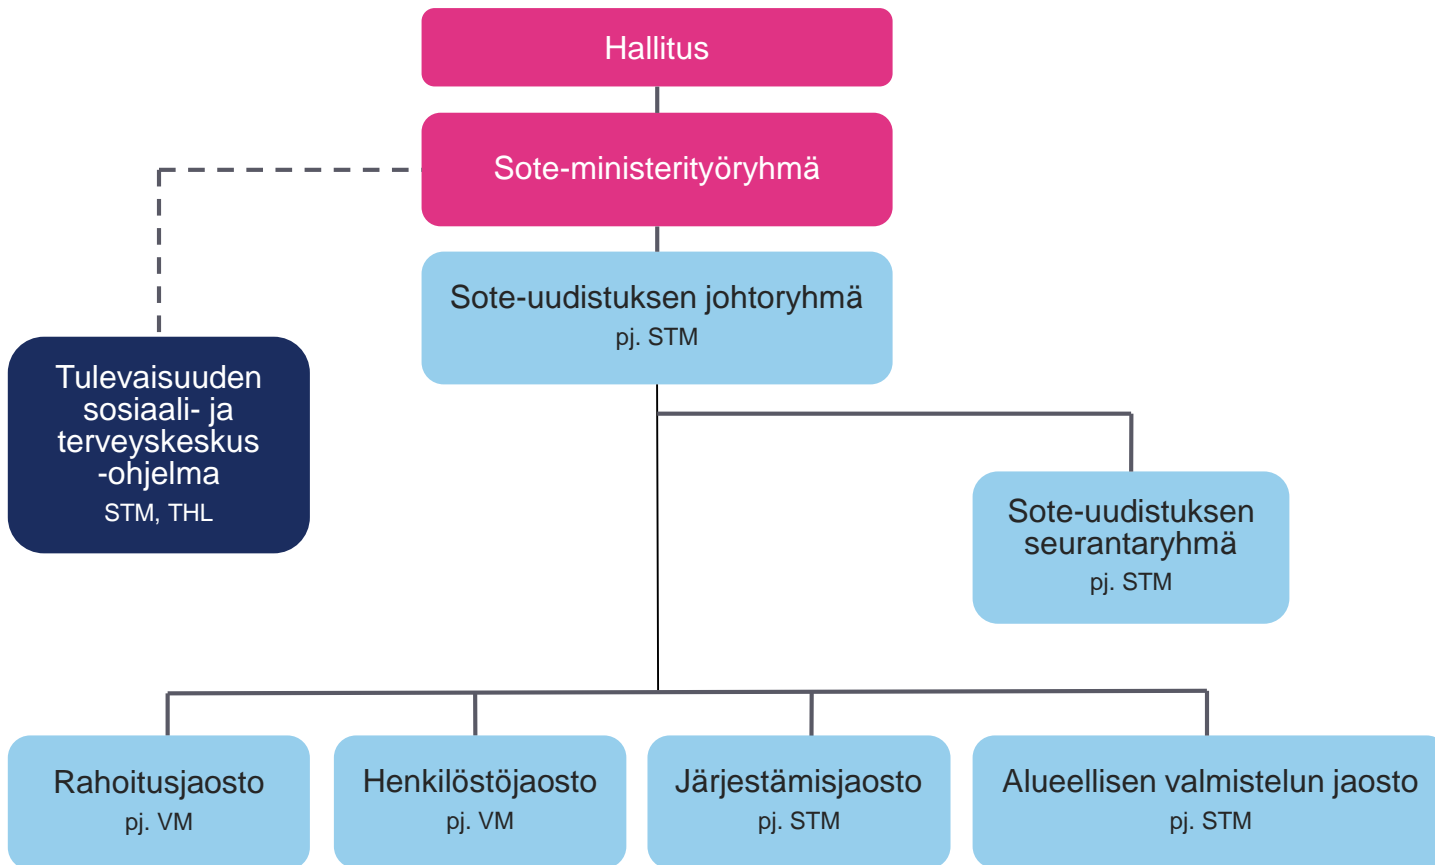 Hallitus
Sote-ministerityöryhmä
Sote-uudistuksen johtoryhmä
pj. STM
Tulevaisuuden
sosiaali- ja
terveyskeskus
-ohjelma
STM, THL
Sote-uudistuksen
seurantaryhmä
pj. STM
Rahoitusjaosto
pj. VM
Henkilöstöjaosto
pj. VM
Järjestämisjaosto
pj. STM
Alueellisen valmistelun jaosto
pj. STM